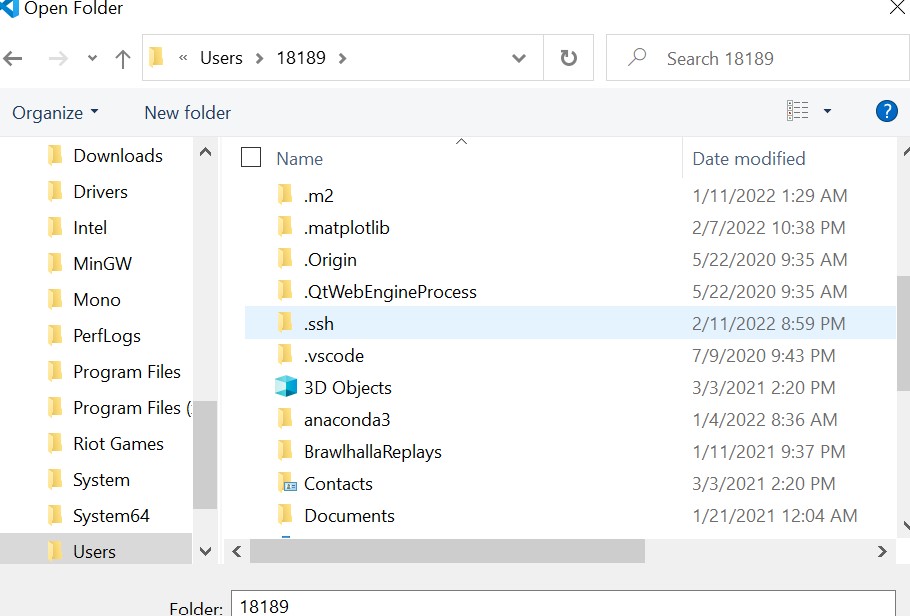 Open Folder
« Users > 18189 >
Search 18189
Organize
New folder
?
Downloads
Drivers
Intel
MinGW
Mono
PerfLogs
Program Files
Program Files (
Riot Games
System
System64
Users
Name Date modified
.m2 1/11/2022 1:29 AM
.matplotlib 2/7/2022 10:38 PM
.Origin 5/22/2020 9:35 AM
.QtWebEngineProcess 5/22/2020 9:35 AM
.ssh 2/11/2022 8:59 PM
.vscode 7/9/2020 9:43 PM
3D Objects 3/3/2021 2:20 PM
anaconda3 1/4/2022 8:36 AM
BrawlhallaReplays 1/11/2021 9:37 PM
Contacts 3/3/2021 2:20 PM
Documents 1/21/2021 12:04 AM
Folder: 18189